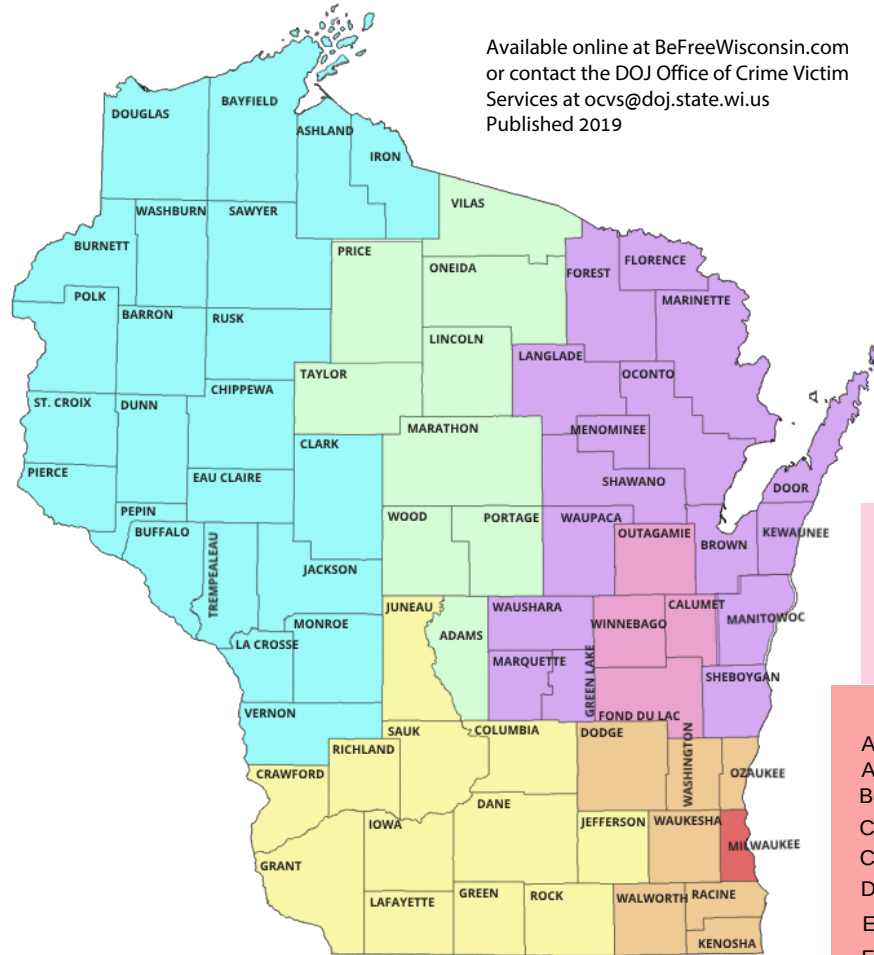 Available online at BeFreeWisconsin.com
or contact the DOJ Office of Crime Victim
Services at ocvs@doj.state.wi.us
Published 2019
DOUGLAS
BAYFIELD
ASHLAND
IRON
VILAS
WASHBURN
SAWYER
BURNETT
PRICE
ONEIDA
FOREST
FLORENCE
POLK
MARINETTE
BARRON
RUSK
LINCOLN
LANGLADE
TAYLOR
OCONTO
CHIPPEWA
ST. CROIX
DUNN
MARATHON
MENOMINEE
CLARK
PIERCE
EAU CLAIRE
SHAWANO
DOOR
PEPIN
WOOD
PORTAGE
WAUPACA
BUFFALO
OUTAGAMIE
KEWAUNEE
BROWN
TREMPEALEAU
JACKSON
JUNEAU
WAUSHARA
CALUMET
MONROE
WINNEBAGO
MANITOWOC
ADAMS
LA CROSSE
MARQUETTE
GREEN LAKE
SHEBOYGAN
VERNON
FOND DU LAC
SAUK
COLUMBIA
DODGE
WASHINGTON
RICHLAND
CRAWFORD
OZAUKEE
DANE
IOWA
JEFFERSON
WAUKESHA
MILWAUKEE
GRANT
GREEN
ROCK
WALWORTH
RACINE
LAFAYETTE
KENOSHA
A
A
B
C
C
D
E